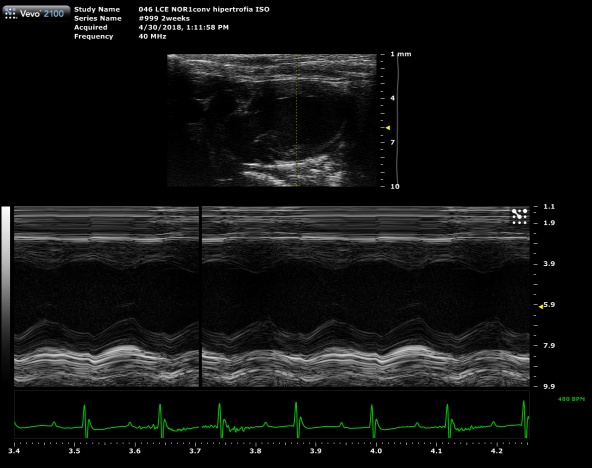 Vevo 2100
Study Name 046 LCE NOR1conv hipertrofia ISO
Series Name #999 2weeks
Acquired 4/30/2018, 1:11:58 PM
Frequency 40 MHz
1 mm
4
7
10
1.1
1.9
3.9
5.9
7.9
9.9
480 BPM
3.4 3.5 3.6 3.7 3.8 3.9 4.0 4.1 4.2